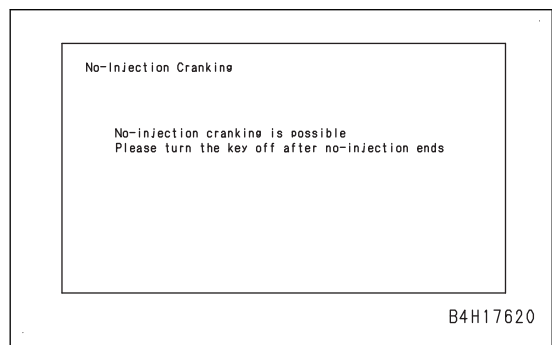 No-Injection Cranking
No-injection cranking is possible
Please turn the key off after no-injection ends
B4H17620